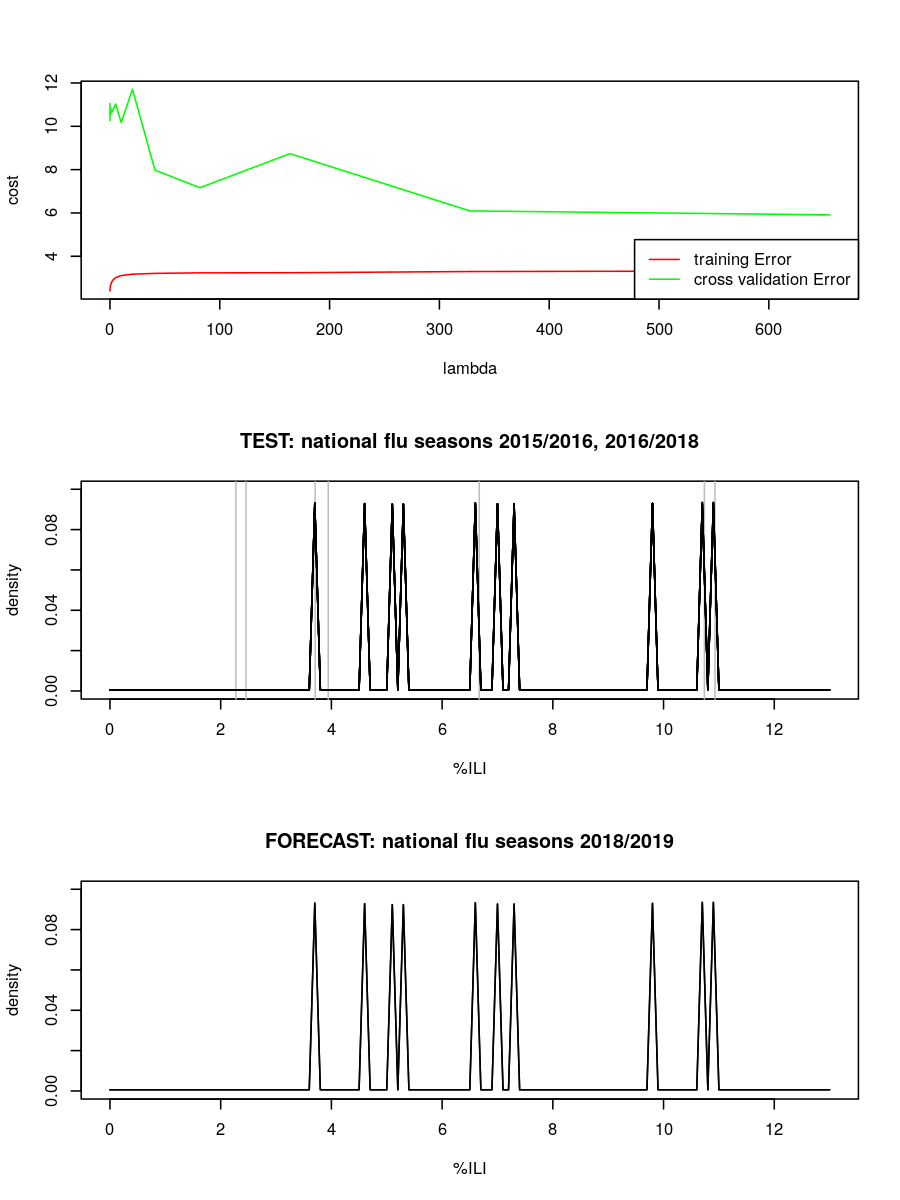 12
10
8
6
4
cost
training Error
cross validation Error
0 100 200 300 400 500 600
lambda
TEST: national flu seasons 2015/2016, 2016/2018
0.08
0.04
0.00
density
0 2 4 6 8 10 12
%ILI
FORECAST: national flu seasons 2018/2019
0.08
0.04
0.00
density
0 2 4 6 8 10 12
%ILI